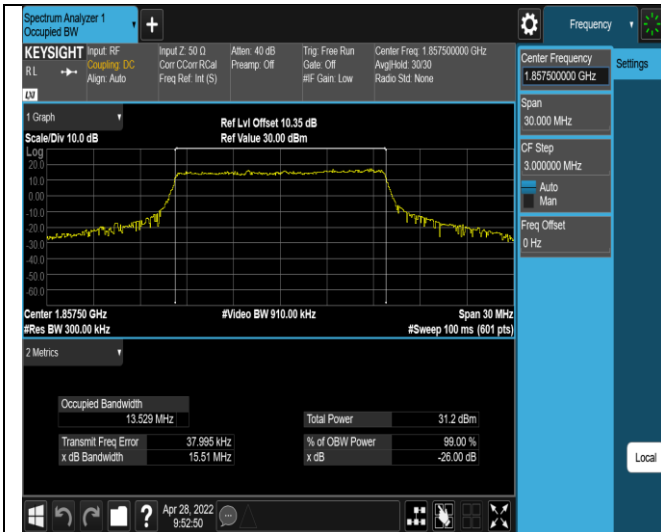 Spectrum Analyzer 1
Occupied BW
+
Frequency
KEYSIGHT
Input: RF
Coupling: DC
Align: Auto
Input Z: 50 Ω
Corr CCorr RCal
Freq Ref: Int (S)
Atten: 40 dB
Preamp: Off
Trig: Free Run
Gate: Off
#IF Gain: Low
Center Freq: 1.857500000 GHz
Avg|Hold: 30/30
Radio Std: None
RL
LXI
Center Frequency
1.857500000 GHz
Settings
Span
30.000 MHz
CF Step
3.000000 MHz
Auto
Man
Freq Offset
0 Hz
Local
1 Graph
Scale/Div 10.0 dB
Ref Lvl Offset 10.35 dB
Ref Value 30.00 dBm
Log
20.0
10.0
0.00
-10.0
-20.0
-30.0
-40.0
-50.0
-60.0
Center 1.85750 GHz
#Video BW 910.00 kHz
Span 30 MHz
#Res BW 300.00 kHz
#Sweep 100 ms (601 pts)
2 Metrics
Occupied Bandwidth
13.529 MHz
Total Power 31.2 dBm
Transmit Freq Error 37.995 kHz
% of OBW Power 99.00 %
x dB Bandwidth 15.51 MHz
x dB -26.00 dB
?
Apr 28, 2022
9:52:50